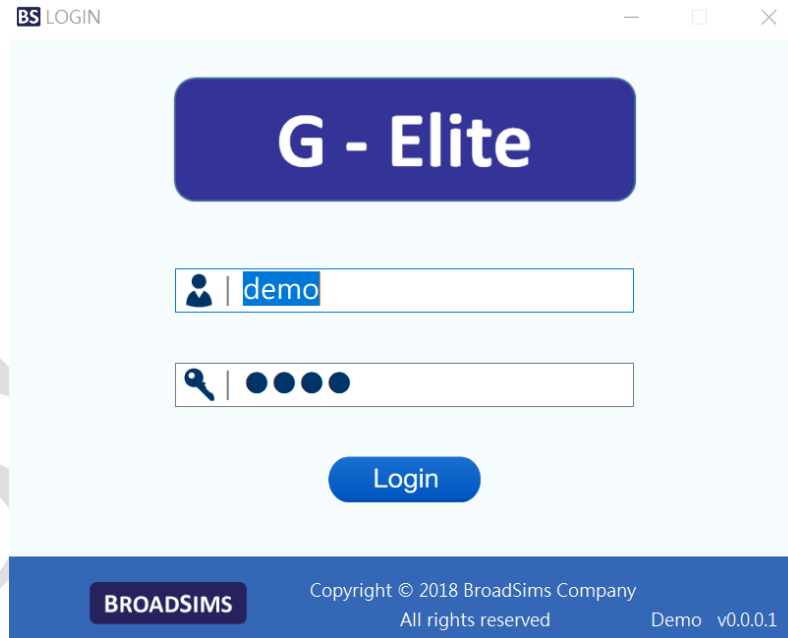 BS LOGIN
G - Elite
demo
Login
BROADSIMS
Copyright © 2018 BroadSims Company
All rights reserved
Demo v0.0.0.1